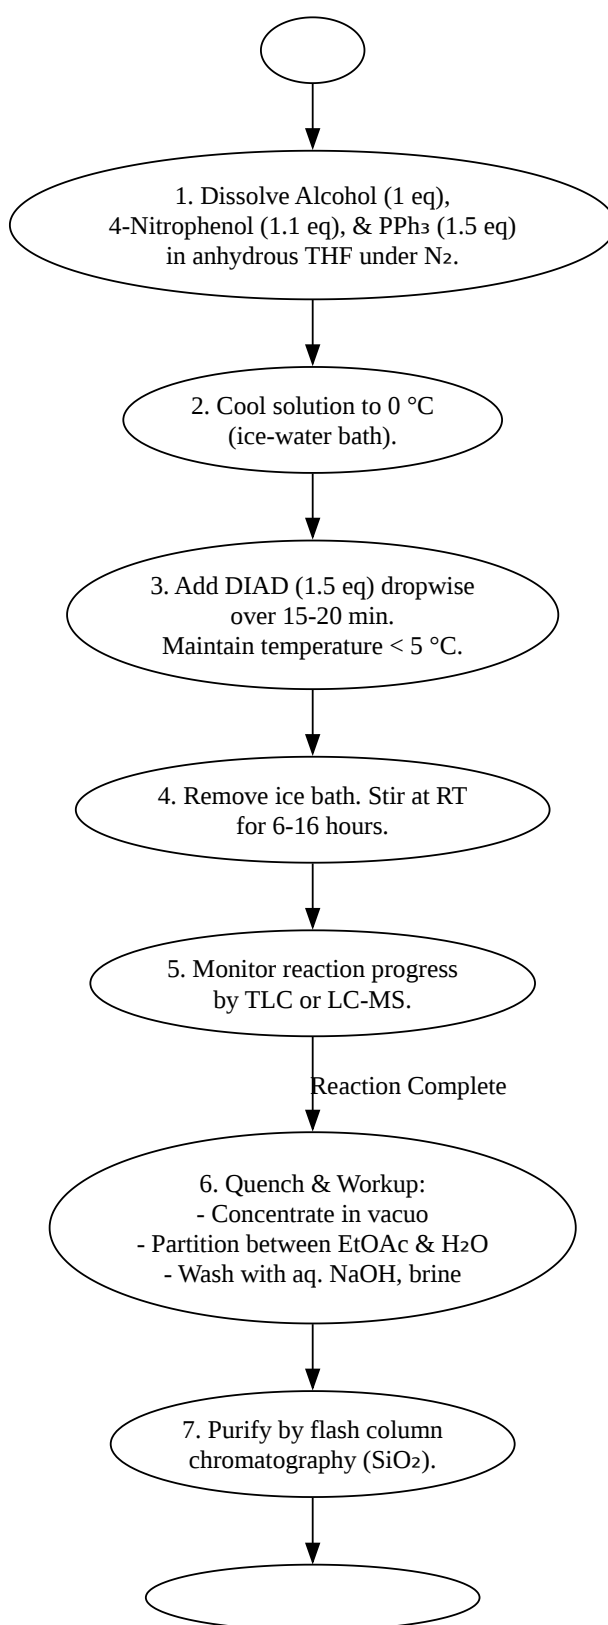 1. Dissolve Alcohol (1 eq),
4-Nitrophenol (1.1 eq), & PPh₃ (1.5 eq)
in anhydrous THF under N₂.
2. Cool solution to 0 °C
(ice-water bath).
3. Add DIAD (1.5 eq) dropwise
over 15-20 min.
Maintain temperature < 5 °C.
4. Remove ice bath. Stir at RT
for 6-16 hours.
5. Monitor reaction progress
by TLC or LC-MS.
Reaction Complete
6. Quench & Workup:
- Concentrate in vacuo
- Partition between EtOAc & H₂O
- Wash with aq. NaOH, brine
7. Purify by flash column
chromatography (SiO₂).